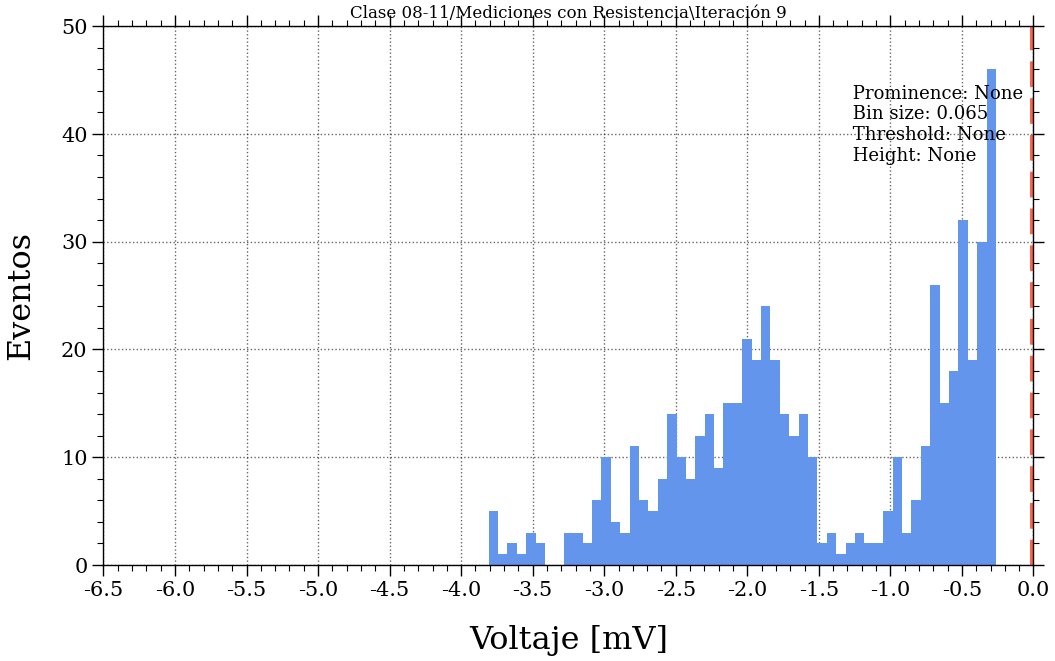 Clase 08-11/Mediciones con Resistencia\Iteración 9
50
Prominence: None
Bin size: 0.065
Threshold: None
Height: None
40
30
Eventos
20
10
0
-6.5 -6.0 -5.5 -5.0 -4.5 -4.0 -3.5 -3.0 -2.5 -2.0 -1.5 -1.0 -0.5 0.0
Voltaje [mV]